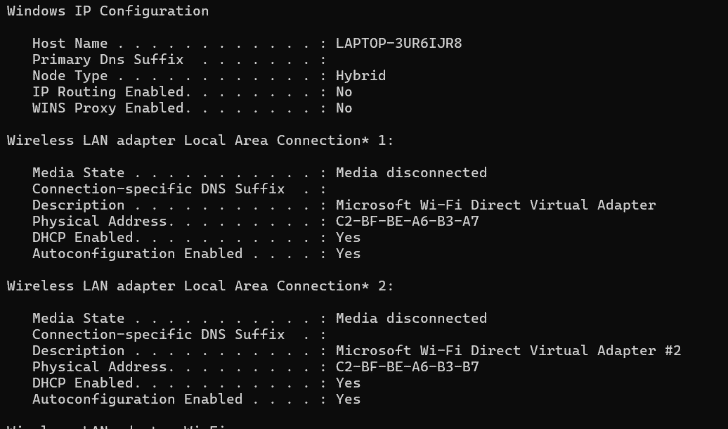 Windows IP Configuration
Host Name . . . . . . . . . . . . : LAPTOP-3UR6IJR8
Primary Dns Suffix  . . . . . . . :
Node Type . . . . . . . . . . . . : Hybrid
IP Routing Enabled. . . . . . . . : No
WINS Proxy Enabled. . . . . . . . : No
Wireless LAN adapter Local Area Connection* 1:
Media State . . . . . . . . . . . : Media disconnected
Connection-specific DNS Suffix  . :
Description . . . . . . . . . . . : Microsoft Wi-Fi Direct Virtual Adapter
Physical Address. . . . . . . . . : C2-BF-BE-A6-B3-A7
DHCP Enabled. . . . . . . . . . . : Yes
Autoconfiguration Enabled . . . . : Yes
Wireless LAN adapter Local Area Connection* 2:
Media State . . . . . . . . . . . : Media disconnected
Connection-specific DNS Suffix  . :
Description . . . . . . . . . . . : Microsoft Wi-Fi Direct Virtual Adapter #2
Physical Address. . . . . . . . . : C2-BF-BE-A6-B3-B7
DHCP Enabled. . . . . . . . . . . : Yes
Autoconfiguration Enabled . . . . : Yes